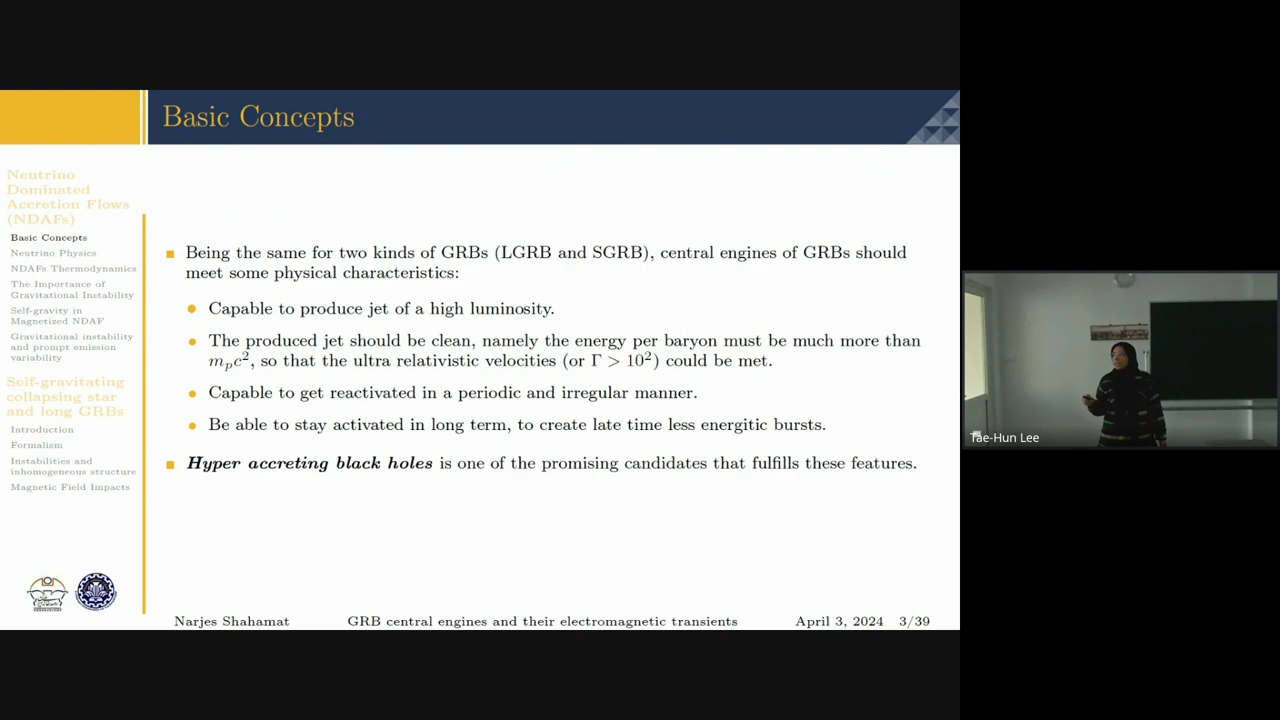 Basic Concepts
Neutrino
Dominated
Accretion Flows
(NDAFs)
Basic Concepts
Neutrino Physics
NDAFs Thermodynamics
The Importance of
Gravitational Instability
Self-gravity in
Magnetized NDAF
Gravitational instability
and prompt emission
variability
Self-gravitating
collapsing star
and long GRBs
Introduction
Formalism
Instabilities and
inhomogeneous structure
Magnetic Field Impacts
Being the same for two kinds of GRBs (LGRB and SGRB), central engines of GRBs should
meet some physical characteristics:
Capable to produce jet of a high luminosity.
The produced jet should be clean, namely the energy per baryon must be much more than
$m_p c^2$, so that the ultra relativistic velocities (or $\Gamma > 10^2$) could be met.
Capable to get reactivated in a periodic and irregular manner.
Be able to stay activated in long term, to create late time less energitic bursts.
Hyper accreting black holes is one of the promising candidates that fulfills these features.
Narjes Shahamat GRB central engines and their electromagnetic transients April 3, 2024 3/39
Tae-Hun Lee